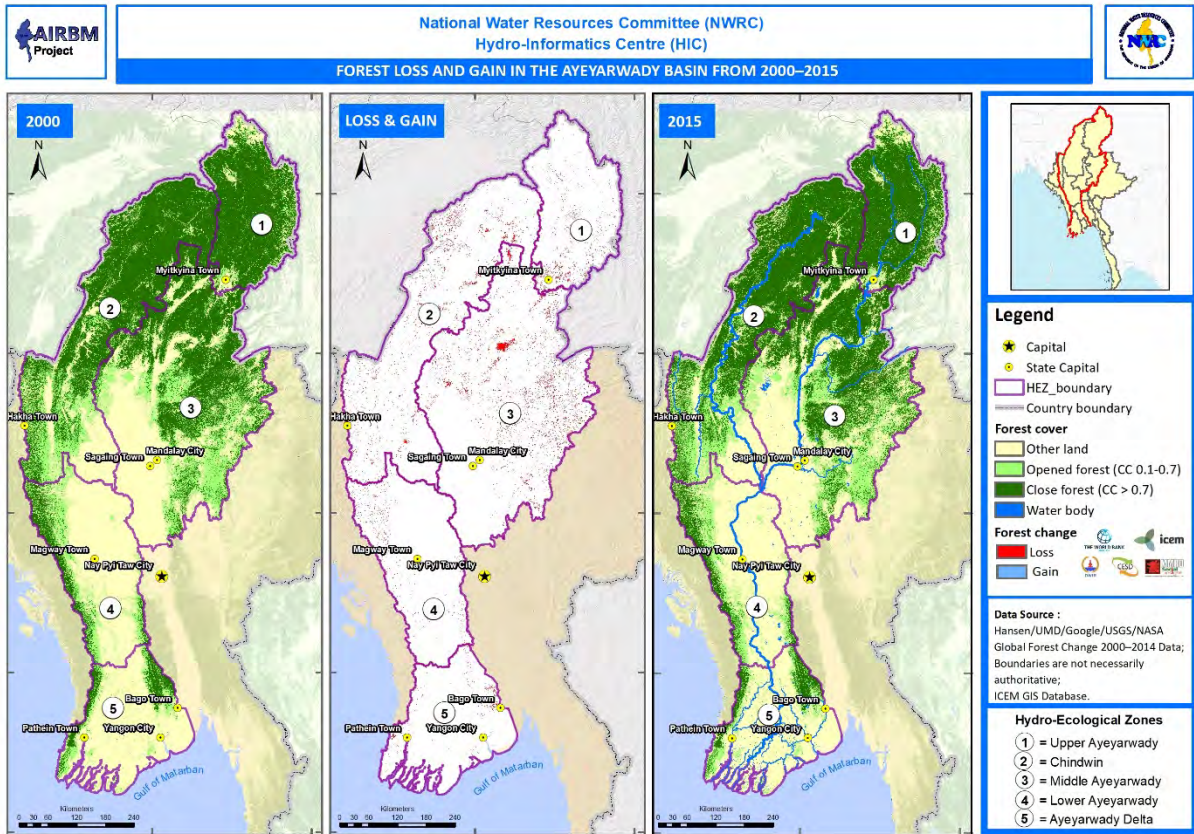 AIRBM
Project
National Water Resources Committee (NWRC)
Hydro-Informatics Centre (HIC)
FOREST LOSS AND GAIN IN THE AYEYARWADY BASIN FROM 2000–2015
NWRC
2000
N
1
Myitkyina Town
2
3
Hakha Town
Mandalay City
Sagaing Town
Magway Town
Nay Pyi Taw City
4
Bago Town
5
Pathein Town
Yangon City
Gulf of Matarban
Kilometers
0 30 60 120 180 240
LOSS & GAIN
N
1
Myitkyina Town
2
3
Hakha Town
Mandalay City
Sagaing Town
Magway Town
Nay Pyi Taw City
4
Bago Town
5
Pathein Town
Yangon City
Gulf of Matarban
Kilometers
0 30 60 120 180 240
2015
N
1
Myitkyina Town
2
3
Hakha Town
Mandalay City
Sagaing Town
Magway Town
Nay Pyi Taw City
4
Bago Town
5
Pathein Town
Yangon City
Gulf of Matarban
Kilometers
0 30 60 120 180 240
Legend
Capital
State Capital
HEZ_boundary
Country boundary
Forest cover
Other land
Opened forest (CC 0.1-0.7)
Close forest (CC > 0.7)
Water body
Forest change
Loss
Gain
THE WORLD BANK
icem
CESD
Data Source :
Hansen/UMD/Google/USGS/NASA
Global Forest Change 2000–2014 Data;
Boundaries are not necessarily
authoritative;
ICEM GIS Database.
Hydro-Ecological Zones
1 = Upper Ayeyarwady
2 = Chindwin
3 = Middle Ayeyarwady
4 = Lower Ayeyarwady
5 = Ayeyarwady Delta